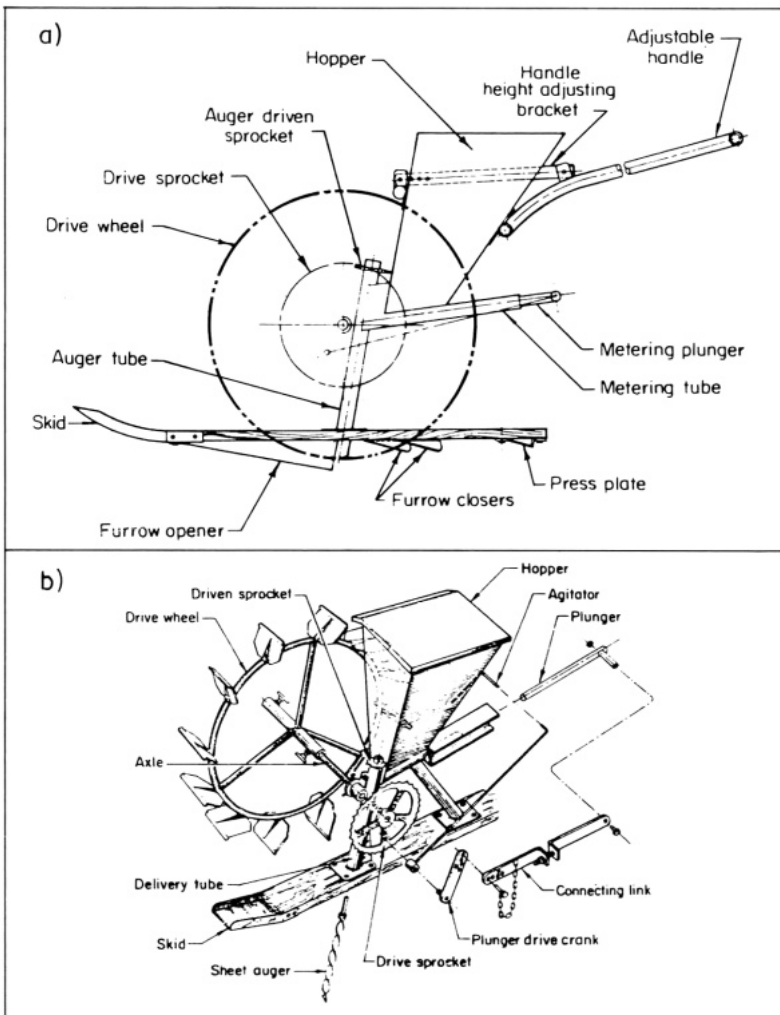 a)
Hopper
Adjustable
handle
Handle
height adjusting
bracket
Auger driven
sprocket
Drive sprocket
Drive wheel
Auger tube
Metering plunger
Metering tube
Skid
Press plate
Furrow closers
Furrow opener
b)
Hopper
Driven sprocket
Agitator
Drive wheel
Plunger
Axle
Delivery tube
Connecting link
Skid
Plunger drive crank
Drive sprocket
Sheet auger